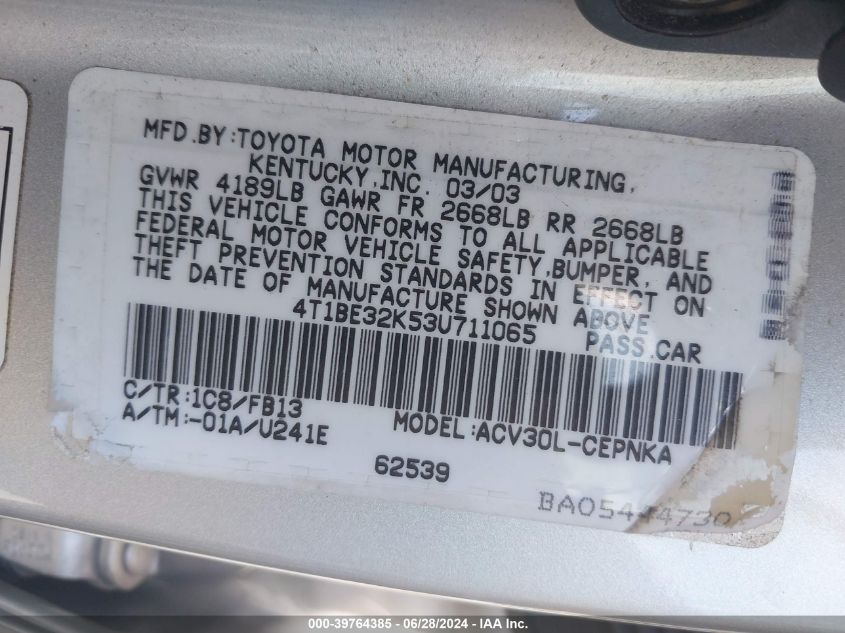 MFD.BY:TOYOTA MOTOR MANUFACTURING,
KENTUCKY,INC. 03/03
GVWR 4189LB GAWR FR 2668LB RR 2668LB
THIS VEHICLE CONFORMS TO ALL APPLICABLE
FEDERAL MOTOR VEHICLE SAFETY,BUMPER, AND
THEFT PREVENTION STANDARDS IN EFFECT ON
THE DATE OF MANUFACTURE SHOWN ABOVE
4T1BE32K53U711065 PASS.CAR
C/TR:1C8/FB13
A/TM:-01A/U241E MODEL:ACV30L-CEPNKA
62539
BA05444730
000-39764385 - 06/28/2024 - IAA, Inc.